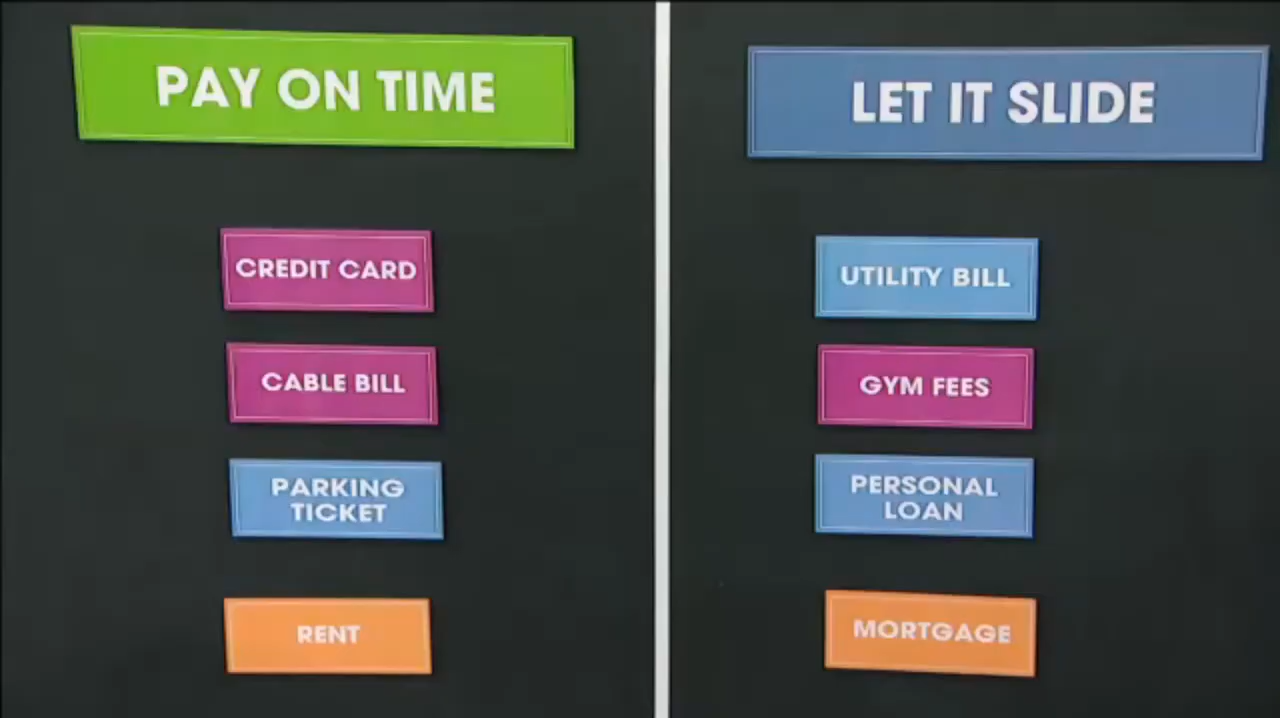 PAY ON TIME
CREDIT CARD
CABLE BILL
PARKING
TICKET
RENT
LET IT SLIDE
UTILITY BILL
GYM FEES
PERSONAL
LOAN
MORTGAGE